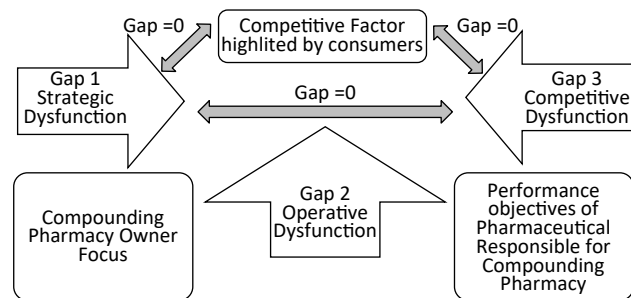 Gap =0
Competitive Factor
highlited by consumers
Gap =0
Gap 1
Strategic
Dysfunction
Gap =0
Gap 3
Competitive
Dysfunction
Compounding
Pharmacy Owner
Focus
Gap 2
Operative
Dysfunction
Performance
objectives of
Pharmaceutical
Responsible for
Compounding
Pharmacy